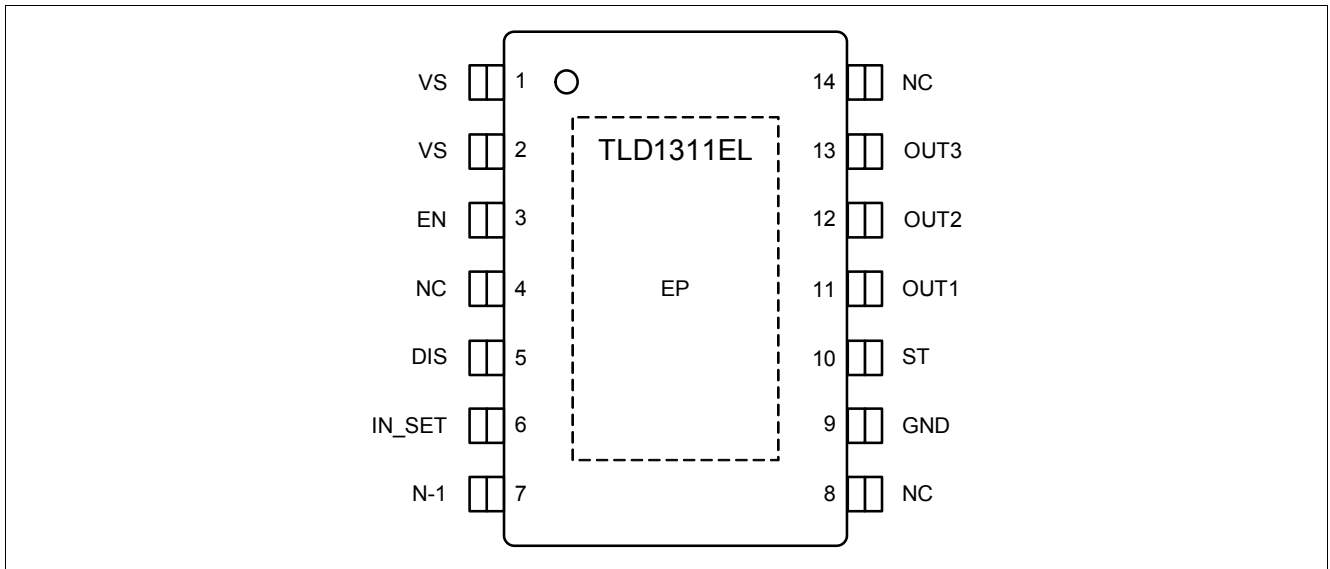 VS 1 14 NC
VS 2 TLD1311EL 13 OUT3
EN 3 12 OUT2
NC 4 EP 11 OUT1
DIS 5 10 ST
IN_SET 6 9 GND
N-1 7 8 NC